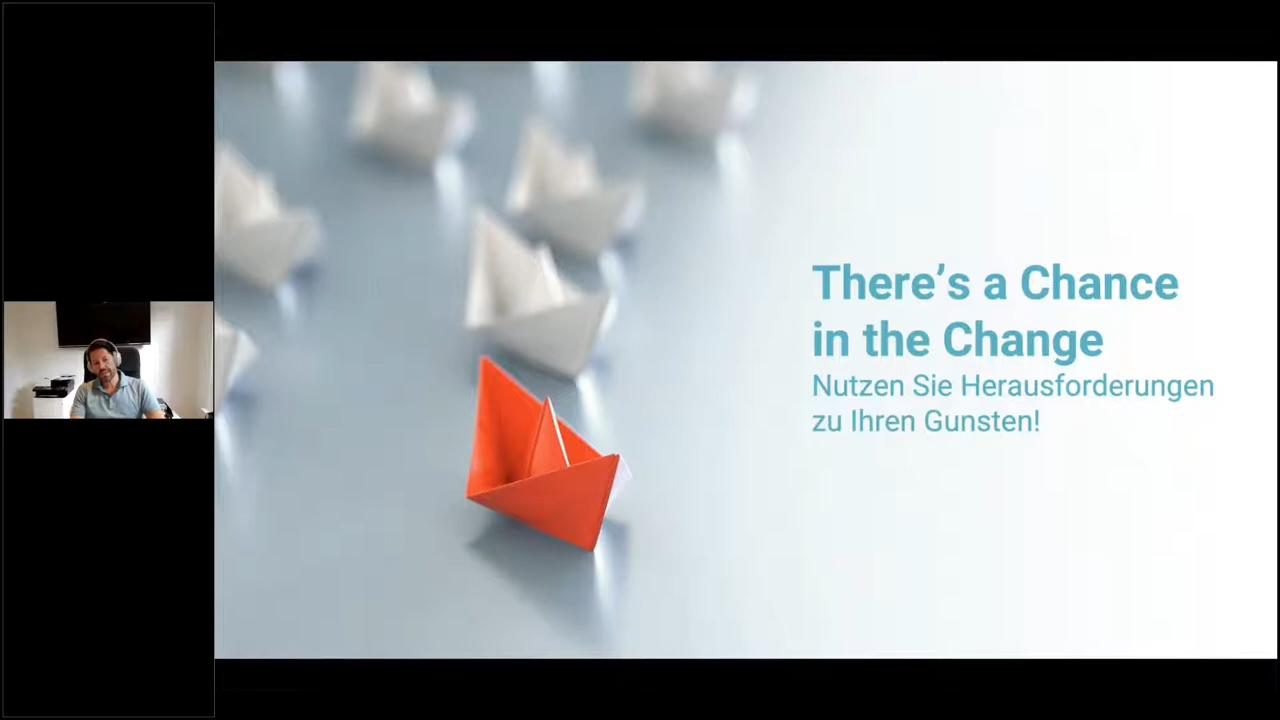 There’s a Chance
in the Change
Nutzen Sie Herausforderungen
zu Ihren Gunsten!